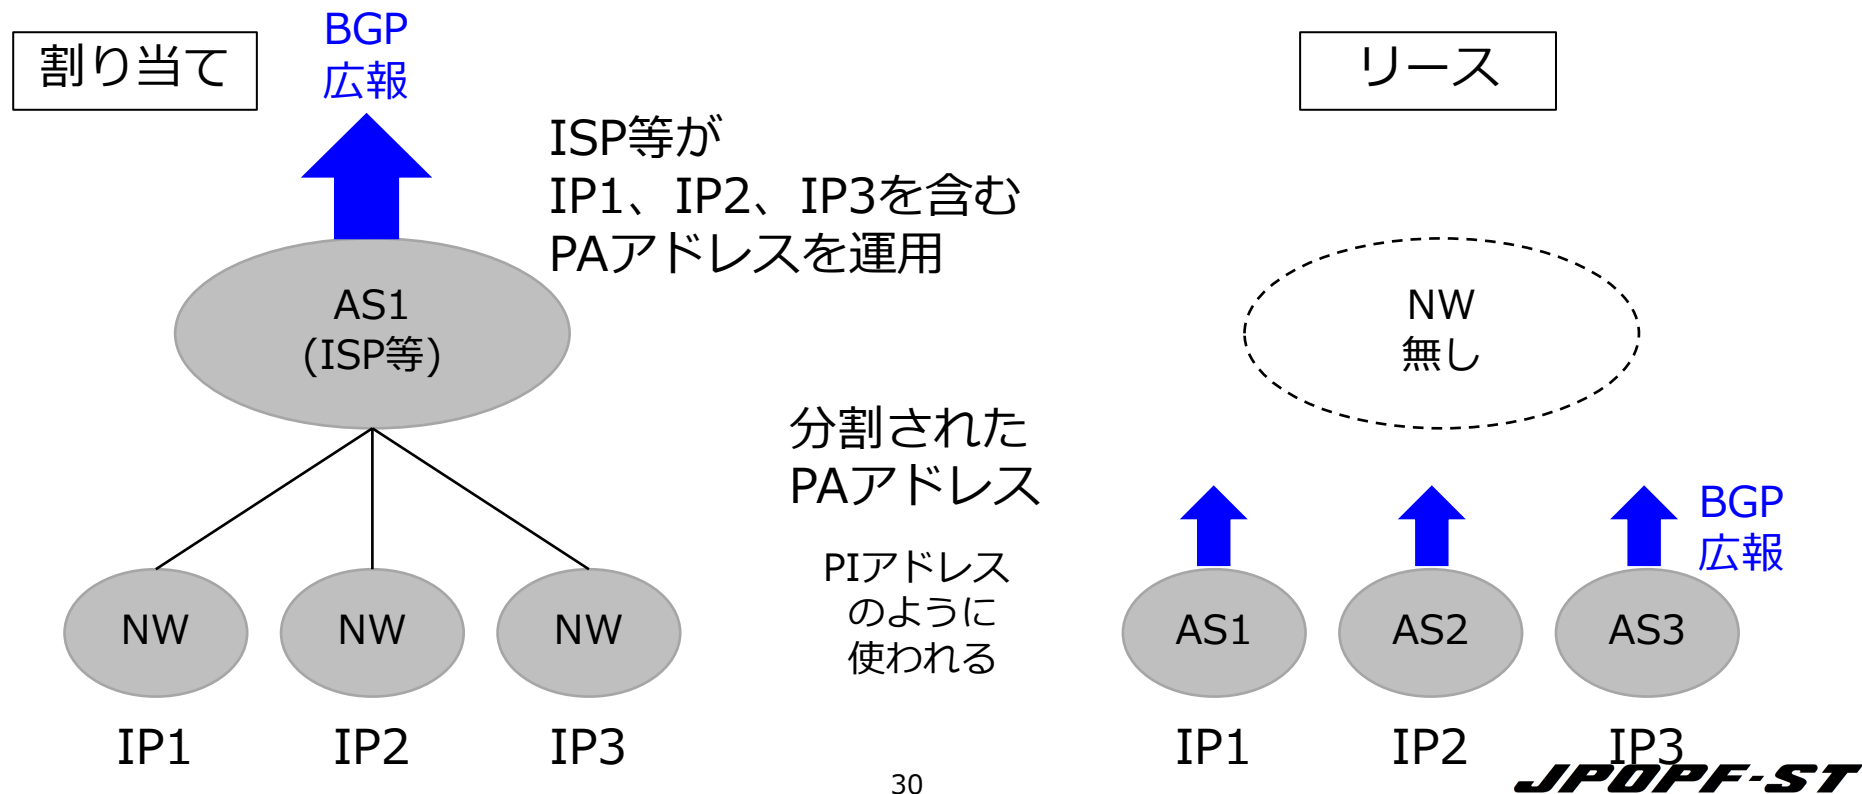 割り当て
BGP
広報
ISP等が
IP1、IP2、IP3を含む
PAアドレスを運用
AS1
(ISP等)
NW
NW
NW
IP1
IP2
IP3
分割された
PAアドレス
PIアドレス
のように
使われる
リース
NW
無し
BGP
広報
AS1
AS2
AS3
IP1
IP2
IP3
30
JPOPF-ST